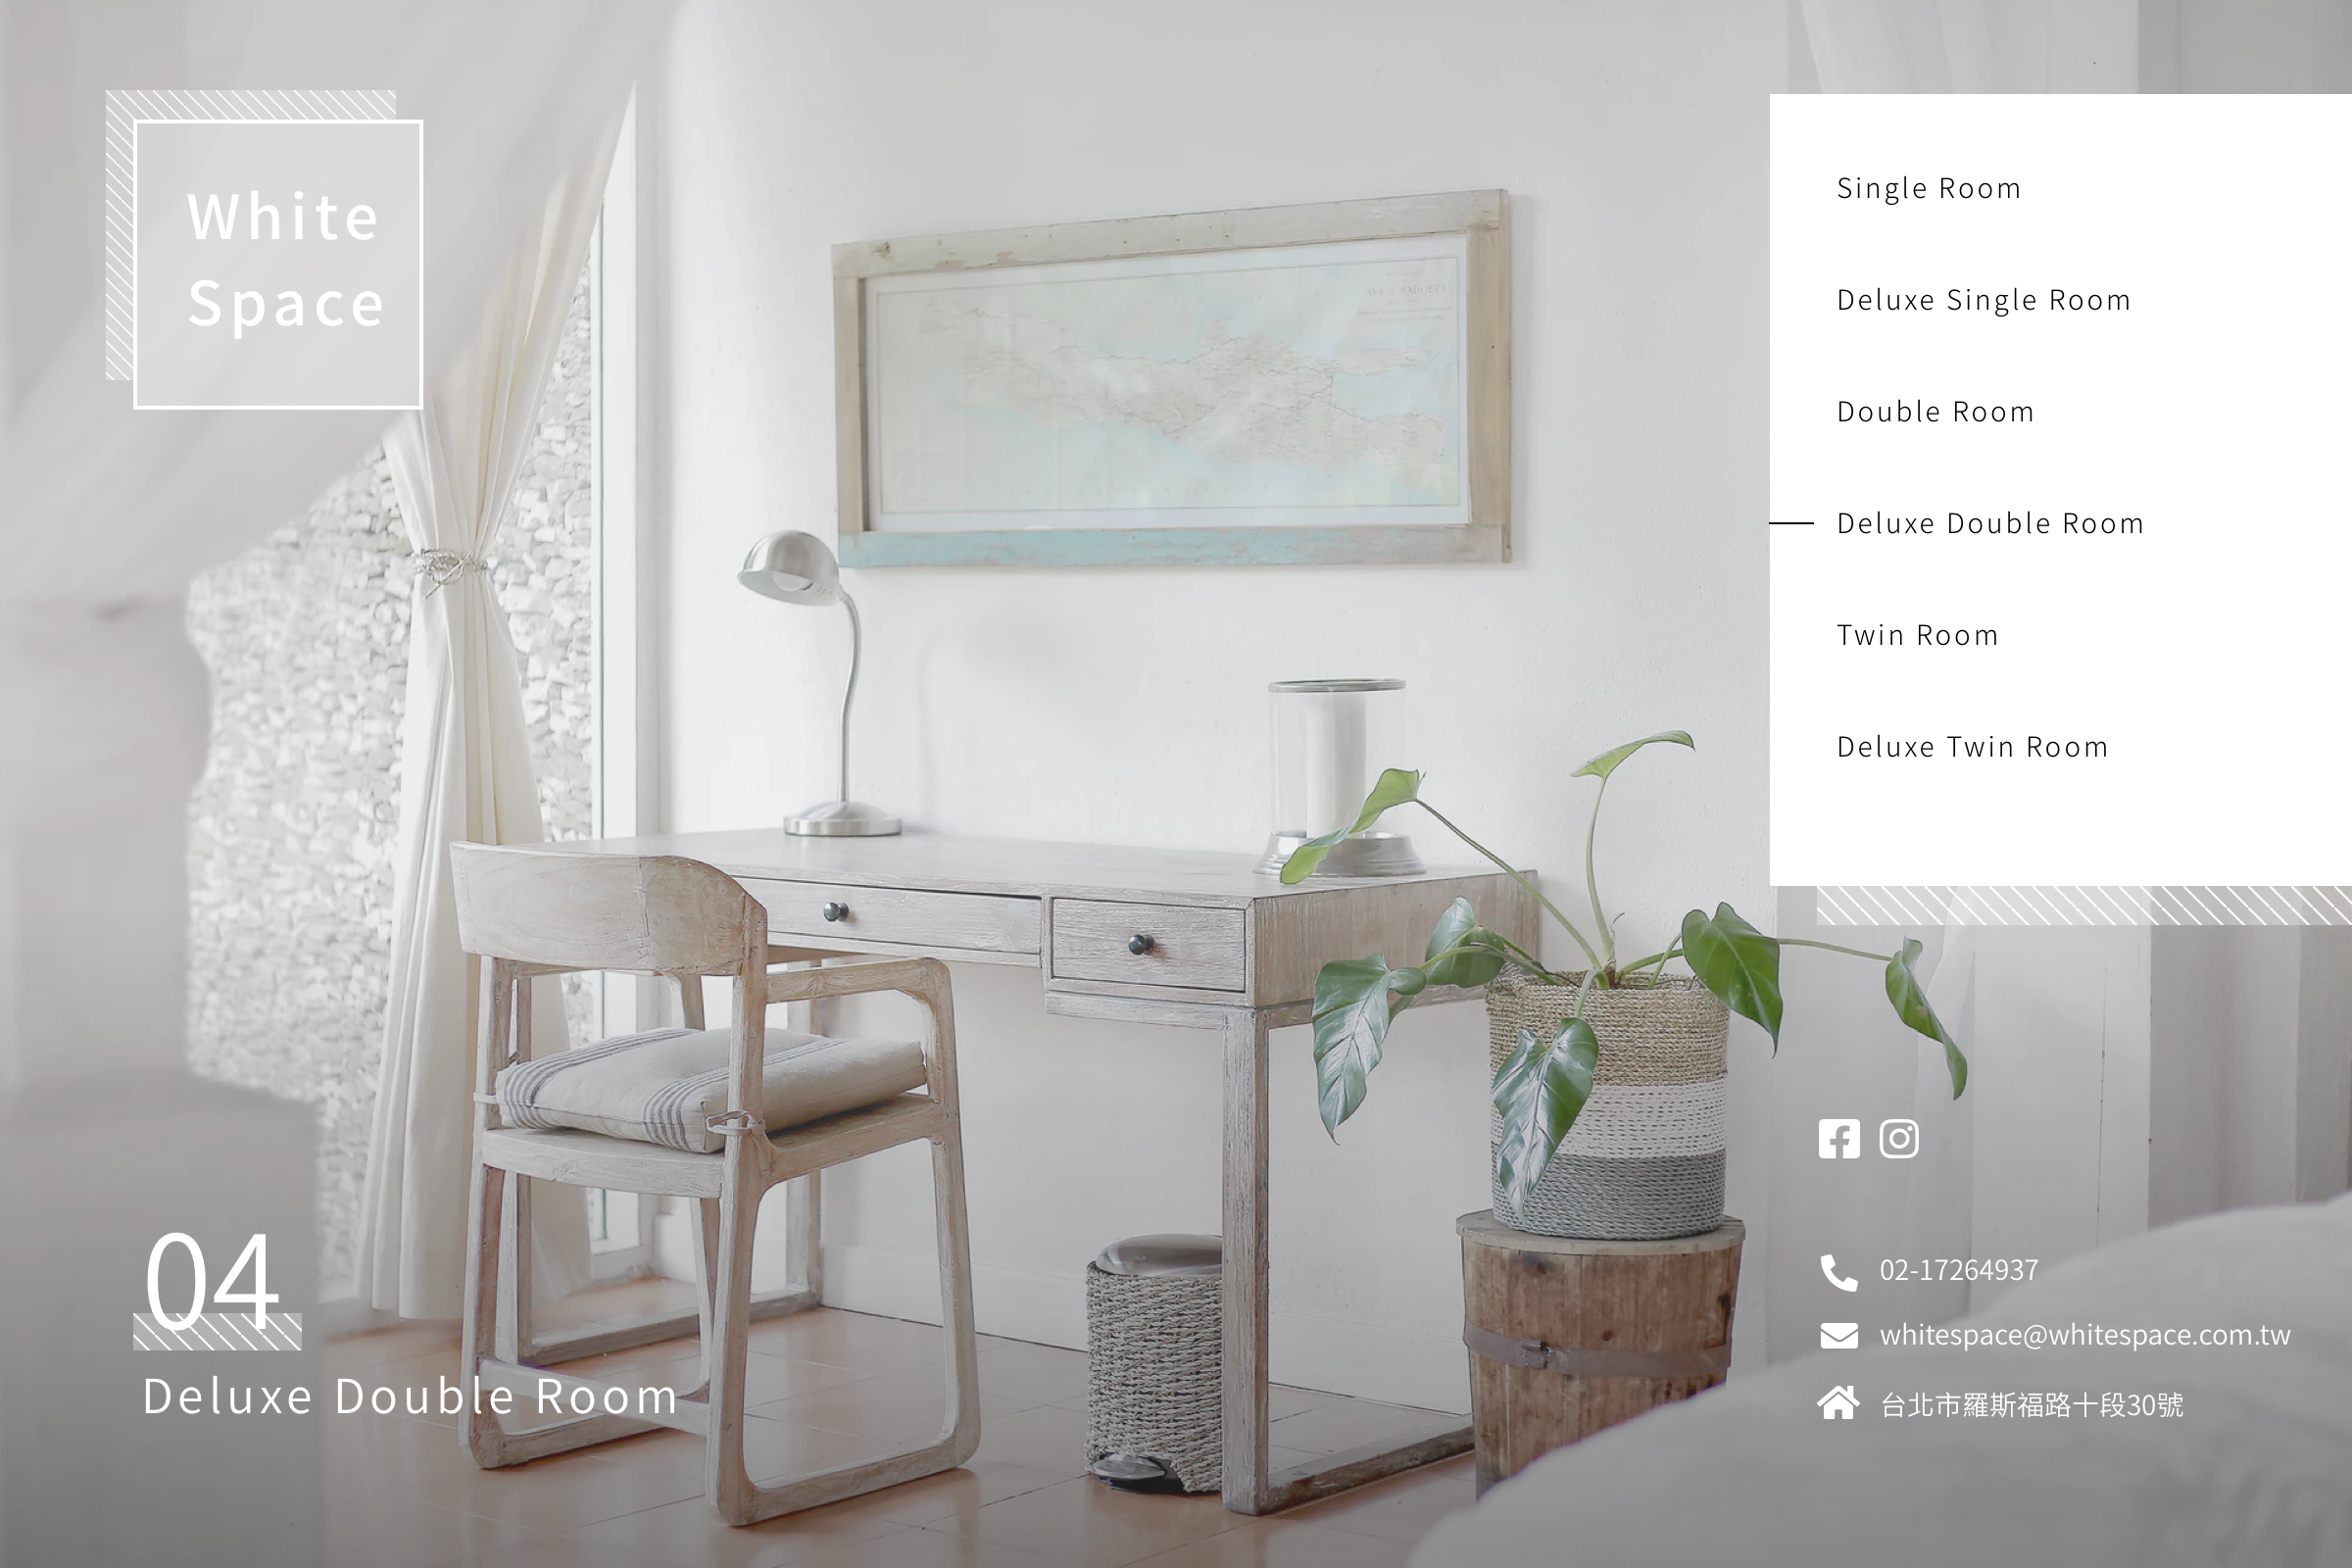 White
Space
Single Room
Deluxe Single Room
Double Room
Deluxe Double Room
Twin Room
Deluxe Twin Room
04
Deluxe Double Room
02-17264937
whitespace@whitespace.com.tw
台北市羅斯福路十段30號